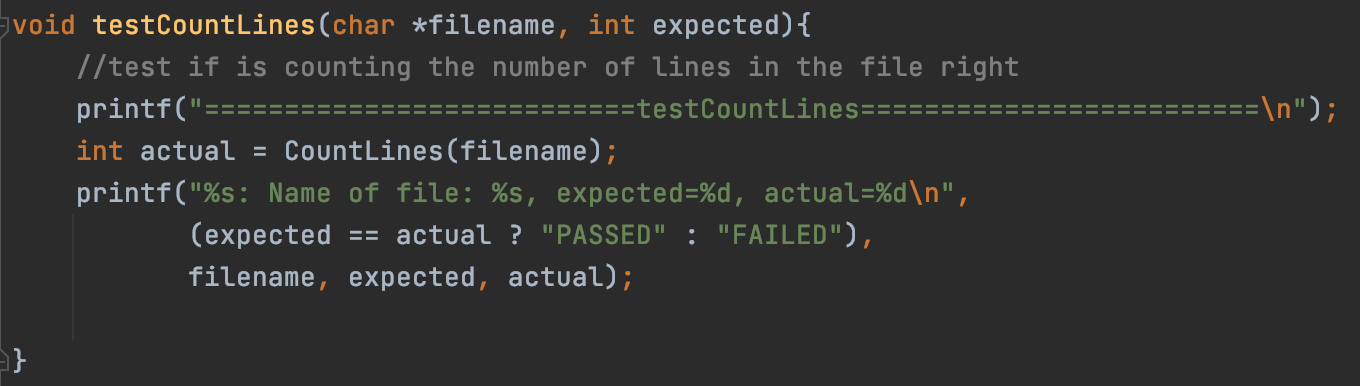 void testCountLines(char *filename, int expected){
//test if is counting the number of lines in the file right
printf("===========================testCountLines=========================\n");
int actual = CountLines(filename);
printf("%s: Name of file: %s, expected=%d, actual=%d\n",
(expected == actual ? "PASSED" : "FAILED"),
filename, expected, actual);
}